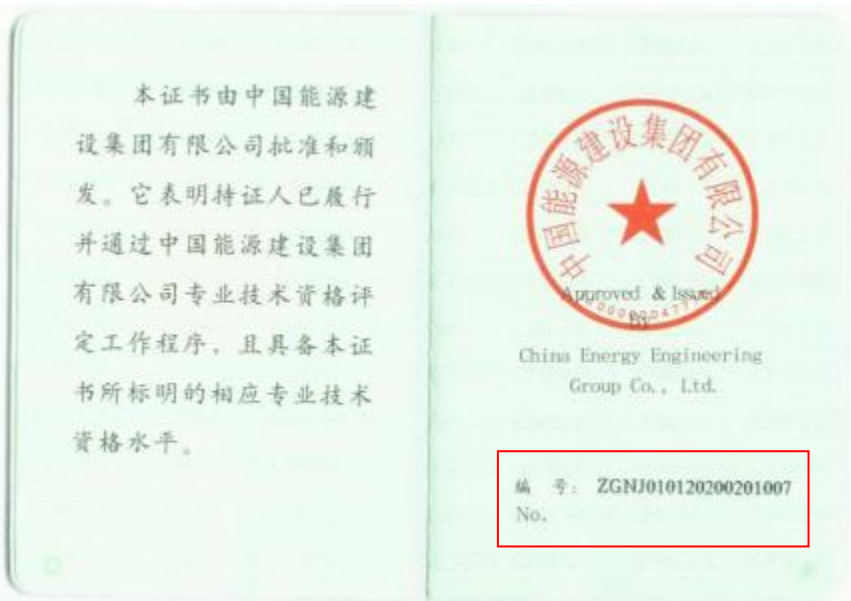 本证书由中国能源建
设集团有限公司批准和颁
发。它表明持证人已履行
并通过中国能源建设集团
有限公司专业技术资格评
定工作程序，且具备本证
书所标明的相应专业技术
资格水平。
中国能源建设集团有限公司
Approved & Issued
By
China Energy Engineering
Group Co., Ltd.
编 号: ZGNJ010120200201007
No.